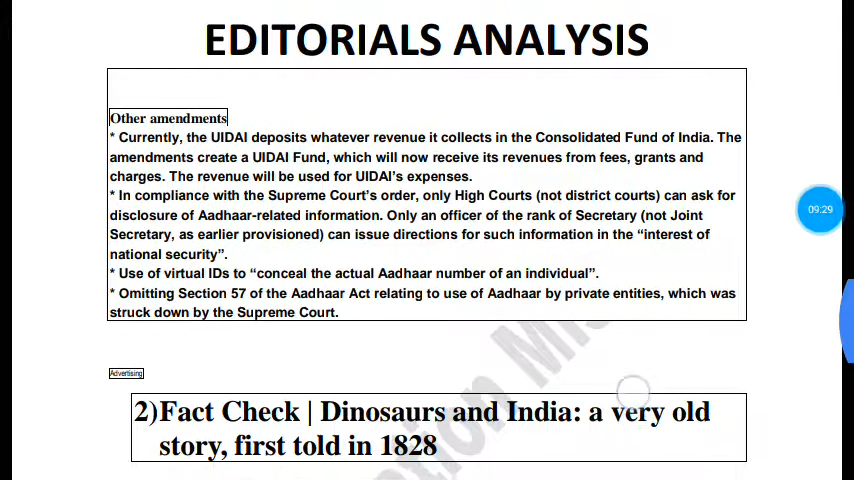 EDITORIALS ANALYSIS
Other amendments
* Currently, the UIDAI deposits whatever revenue it collects in the Consolidated Fund of India. The
amendments create a UIDAI Fund, which will now receive its revenues from fees, grants and
charges. The revenue will be used for UIDAI’s expenses.
* In compliance with the Supreme Court’s order, only High Courts (not district courts) can ask for
disclosure of Aadhaar-related information. Only an officer of the rank of Secretary (not Joint
Secretary, as earlier provisioned) can issue directions for such information in the “interest of
national security”.
* Use of virtual IDs to “conceal the actual Aadhaar number of an individual”.
* Omitting Section 57 of the Aadhaar Act relating to use of Aadhaar by private entities, which was
struck down by the Supreme Court.
09:29
Advertising
2)Fact Check | Dinosaurs and India: a very old
story, first told in 1828